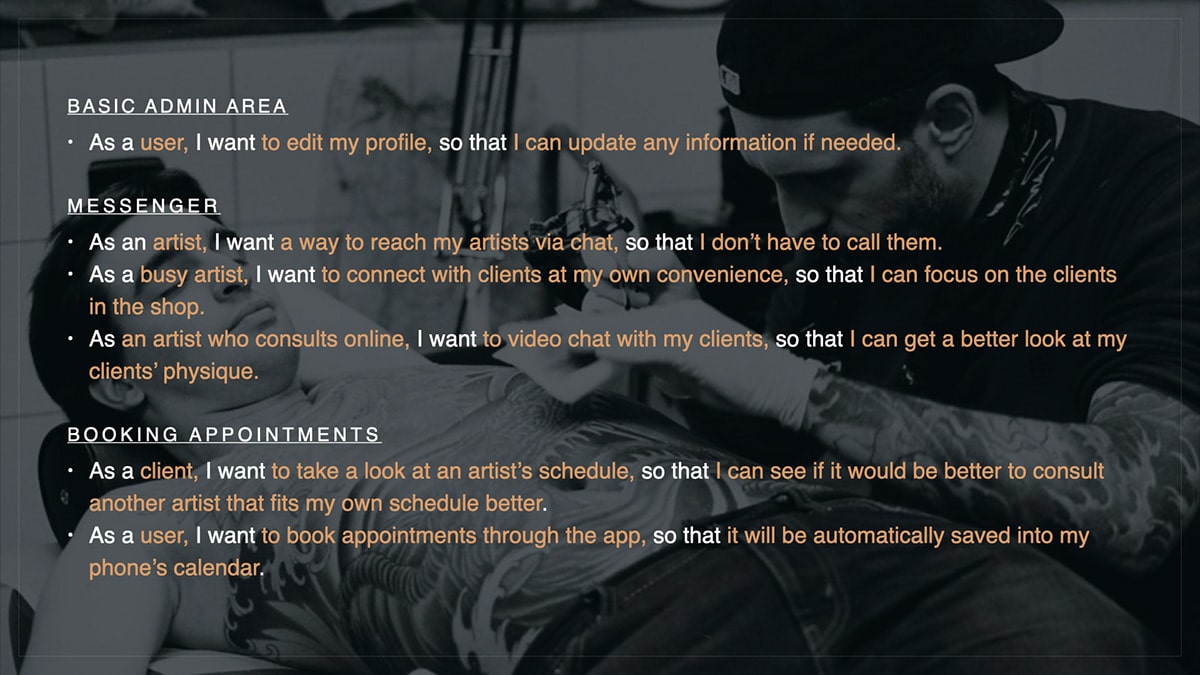 BASIC ADMIN AREA
• As a user, I want to edit my profile, so that I can update any information if needed.
MESSENGER
• As an artist, I want a way to reach my artists via chat, so that I don’t have to call them.
• As a busy artist, I want to connect with clients at my own convenience, so that I can focus on the clients
in the shop.
• As an artist who consults online, I want to video chat with my clients, so that I can get a better look at my
clients’ physique.
BOOKING APPOINTMENTS
• As a client, I want to take a look at an artist’s schedule, so that I can see if it would be better to consult
another artist that fits my own schedule better.
• As a user, I want to book appointments through the app, so that it will be automatically saved into my
phone’s calendar.